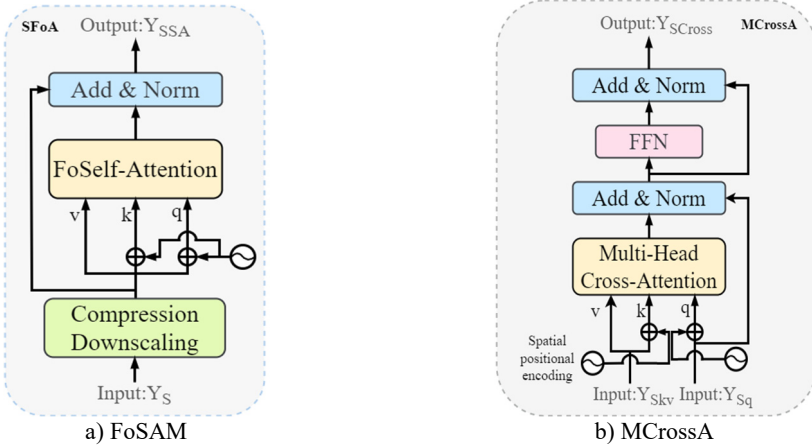 SFoA
Output:Y_SSA
Add & Norm
FoSelf-Attention
v
k
q
Compression
Downscaling
Input:Y_S
a) FoSAM
Output:Y_SCross
MCrossA
Add & Norm
FFN
Add & Norm
Multi-Head
Cross-Attention
v
k
q
Spatial
positional
encoding
Input:Y_Skv
Input:Y_Sq
b) MCrossA